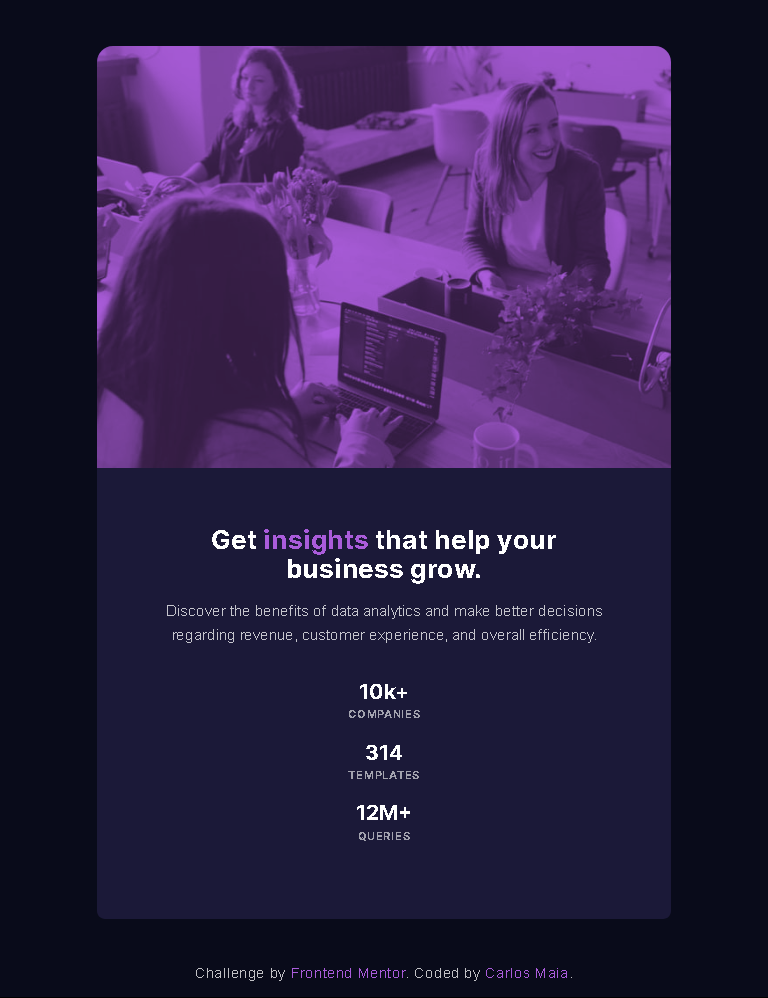 Get insights that help your
business grow.
Discover the benefits of data analytics and make better decisions
regarding revenue, customer experience, and overall efficiency.
10k+
COMPANIES
314
TEMPLATES
12M+
QUERIES
Challenge by Frontend Mentor. Coded by Carlos Maia.